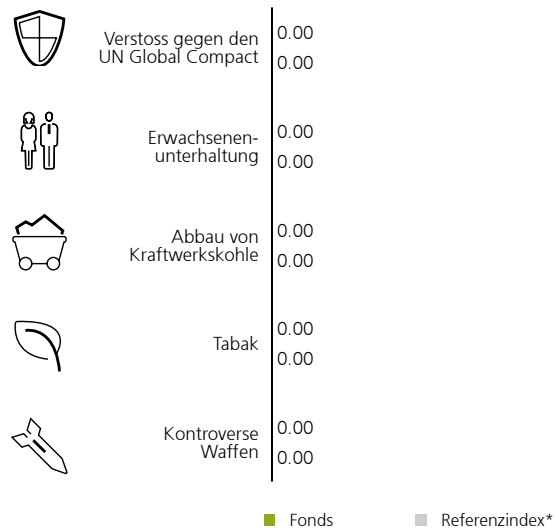 Verstoss gegen den
UN Global Compact
0.00
0.00
Erwachsenen-
unterhaltung
0.00
0.00
Abbau von
Kraftwerkskohle
0.00
0.00
Tabak
0.00
0.00
Kontroverse
Waffen
0.00
0.00
Fonds Referenzindex*